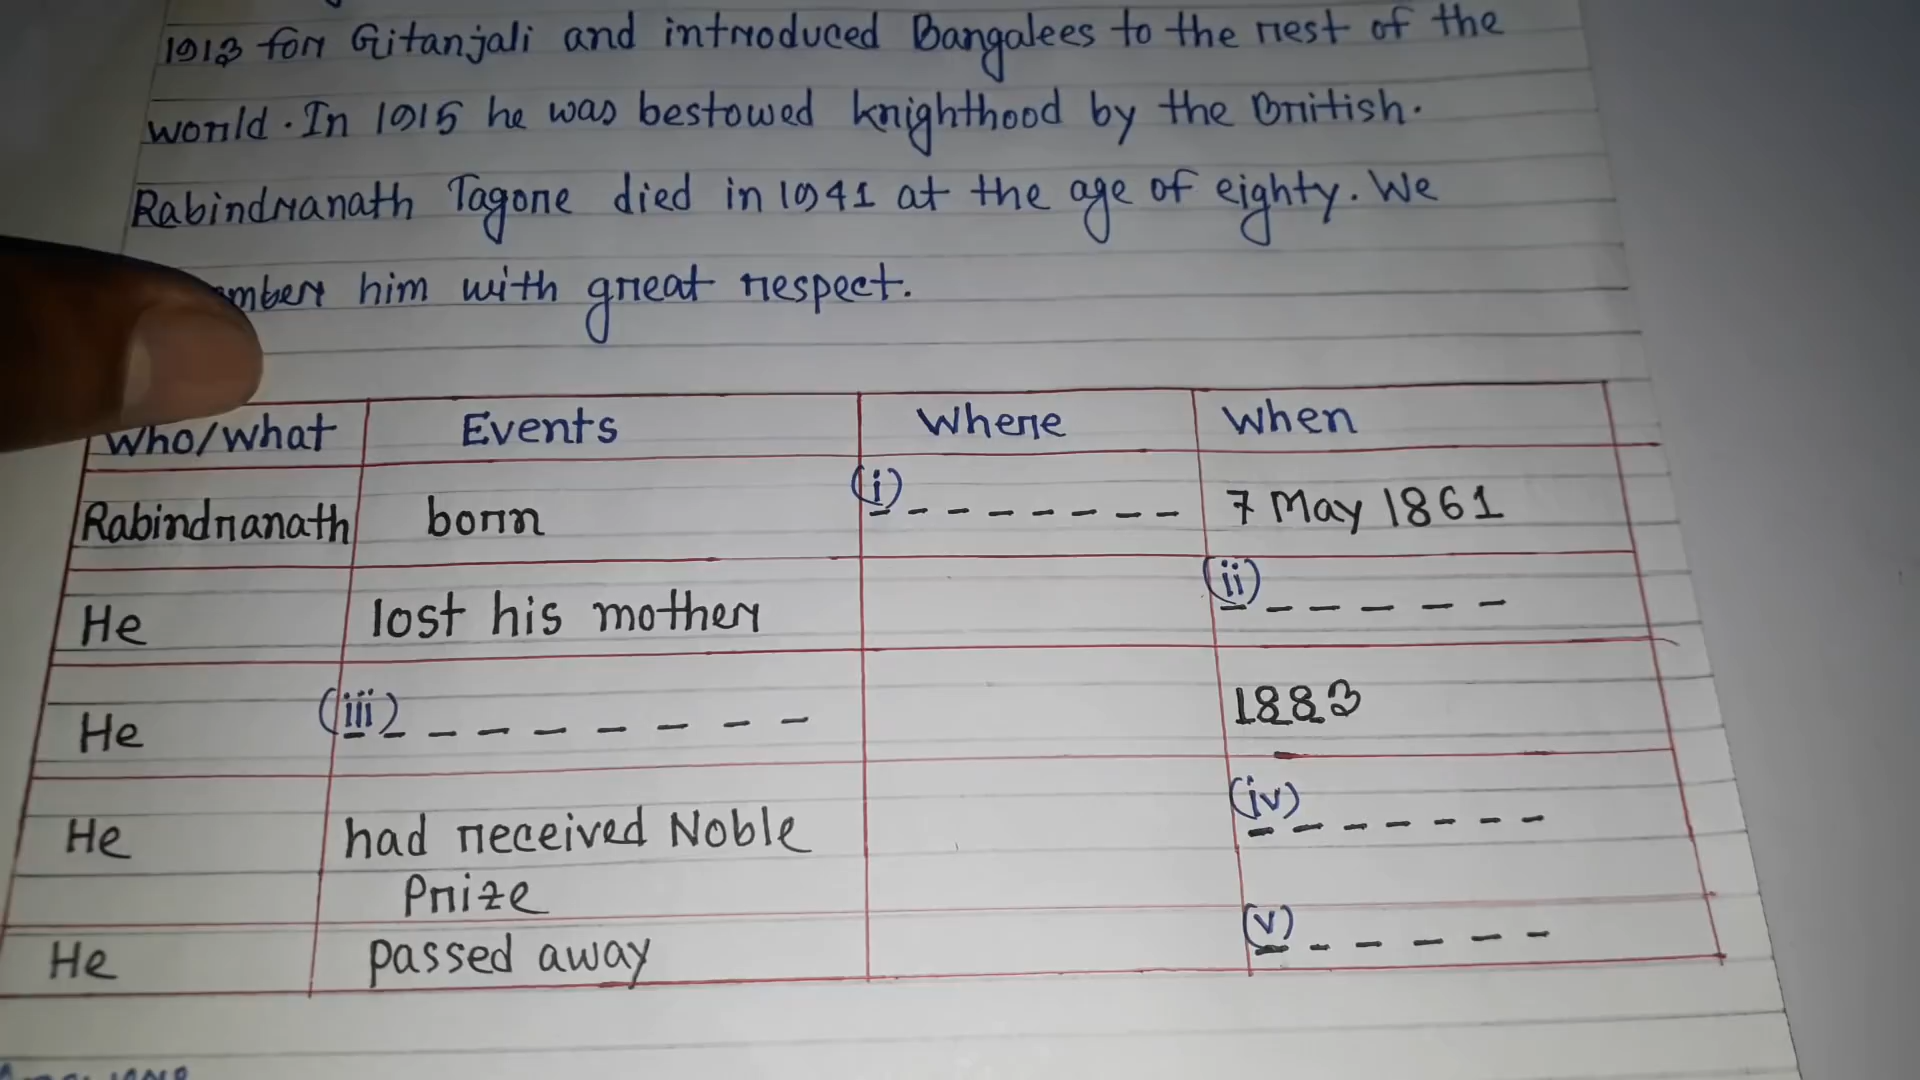 1913 for Gitanjali and introduced Bangalees to the rest of the
world. In 1915 he was bestowed knighthood by the British.
Rabindranath Tagore died in 1941 at the age of eighty. We
mber him with great respect.
Who/What Events Where When
Rabindranath born (i) -------- 7 May 1861
He lost his mother (ii) ------
He (iii) --------- 1883
He had received Noble (iv) -------
Prize
He passed away (v) ------